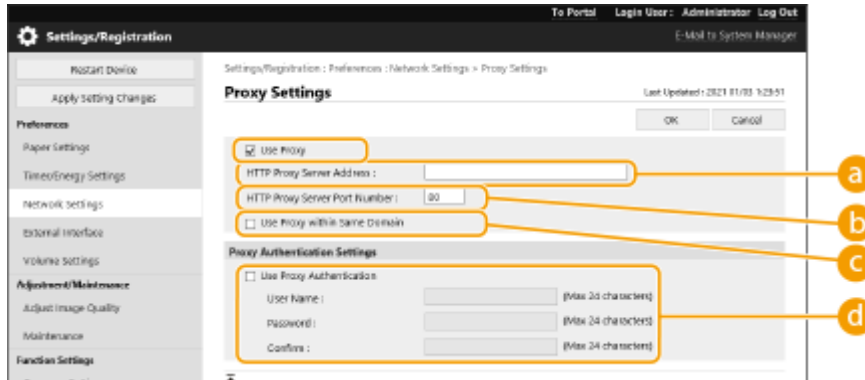 To Portal Login User : Administrator Log Out
Settings/Registration
E-Mail to System Manager
Restart Device
Settings/Registration : Preferences : Network Settings > Proxy Settings
Apply Setting Changes
Proxy Settings
Last Updated : 2021 01/03 1:23:51
OK Cancel
Preferences
Paper Settings
Use Proxy
HTTP Proxy Server Address :
a
Timer/Energy Settings
HTTP Proxy Server Port Number :
80
b
Network Settings
Use Proxy within Same Domain
c
External Interface
Volume Settings
Proxy Authentication Settings
Adjustment/Maintenance
Use Proxy Authentication
Adjust Image Quality
User Name : (Max 24 characters)
d
Maintenance
Password : (Max 24 characters)
Confirm : (Max 24 characters)
Function Settings